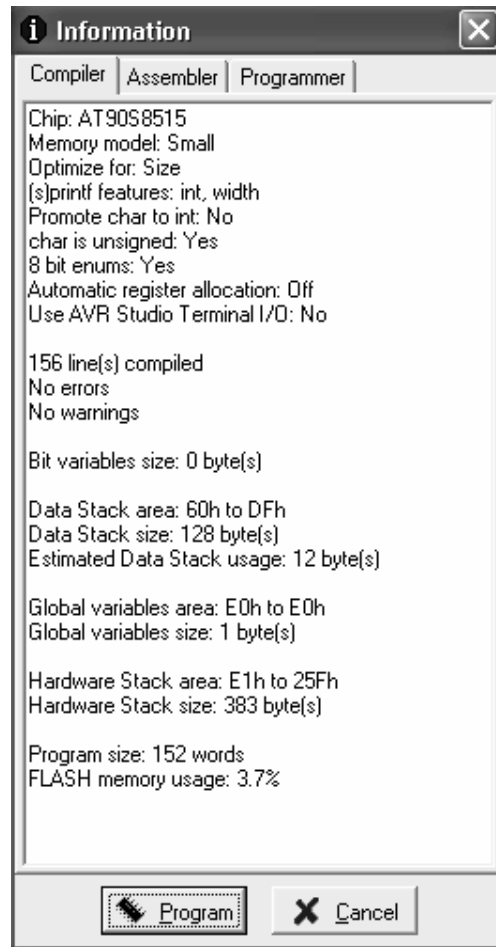 Information
Compiler Assembler Programmer
Chip: AT90S8515
Memory model: Small
Optimize for: Size
(s)printf features: int, width
Promote char to int: No
char is unsigned: Yes
8 bit enums: Yes
Automatic register allocation: Off
Use AVR Studio Terminal I/O: No
156 line(s) compiled
No errors
No warnings
Bit variables size: 0 byte(s)
Data Stack area: 60h to DFh
Data Stack size: 128 byte(s)
Estimated Data Stack usage: 12 byte(s)
Global variables area: E0h to E0h
Global variables size: 1 byte(s)
Hardware Stack area: E1h to 25Fh
Hardware Stack size: 383 byte(s)
Program size: 152 words
FLASH memory usage: 3.7%
Program Cancel